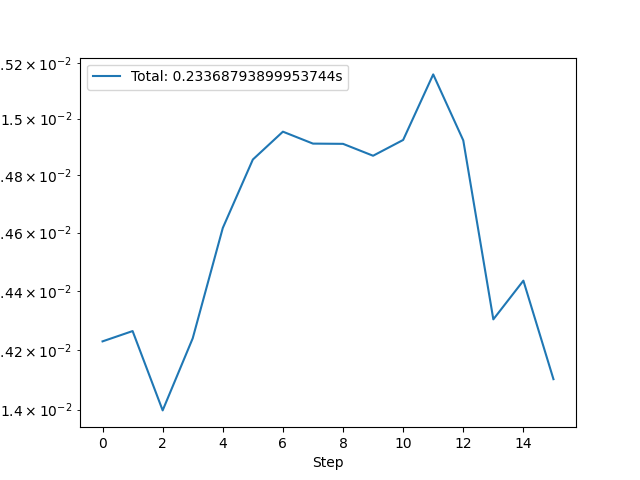 Total: 0.23368793899953744s
.52 × 10⁻²
1.5 × 10⁻²
.48 × 10⁻²
.46 × 10⁻²
.44 × 10⁻²
.42 × 10⁻²
1.4 × 10⁻²
0 2 4 6 8 10 12 14
Step